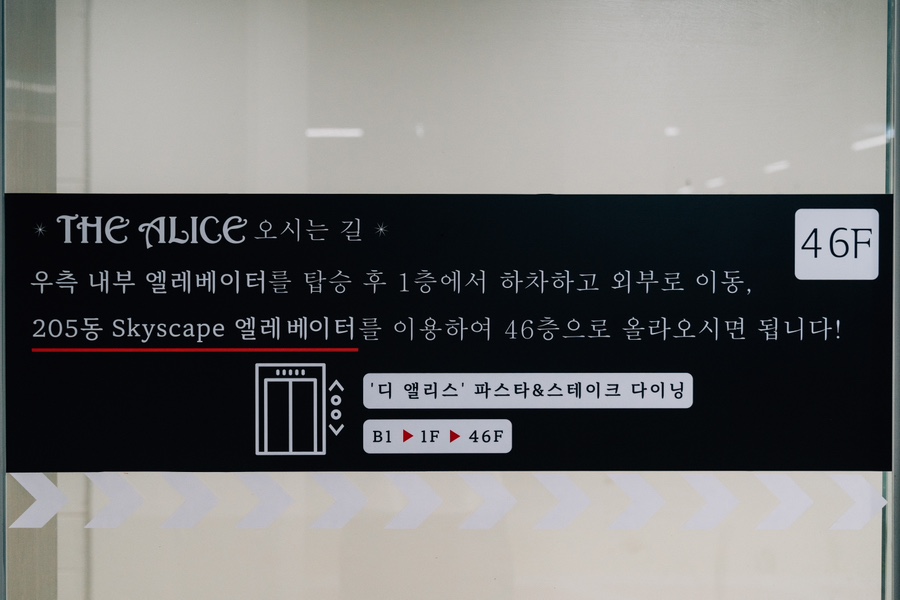 * THE ALICE 오시는 길 *
46F
우측 내부 엘레베이터를 탑승 후 1층에서 하차하고 외부로 이동,
205동 Skyscape 엘레베이터를 이용하여 46층으로 올라오시면 됩니다!
'디 앨리스' 파스타&스테이크 다이닝
B1 ▶ 1F ▶ 46F